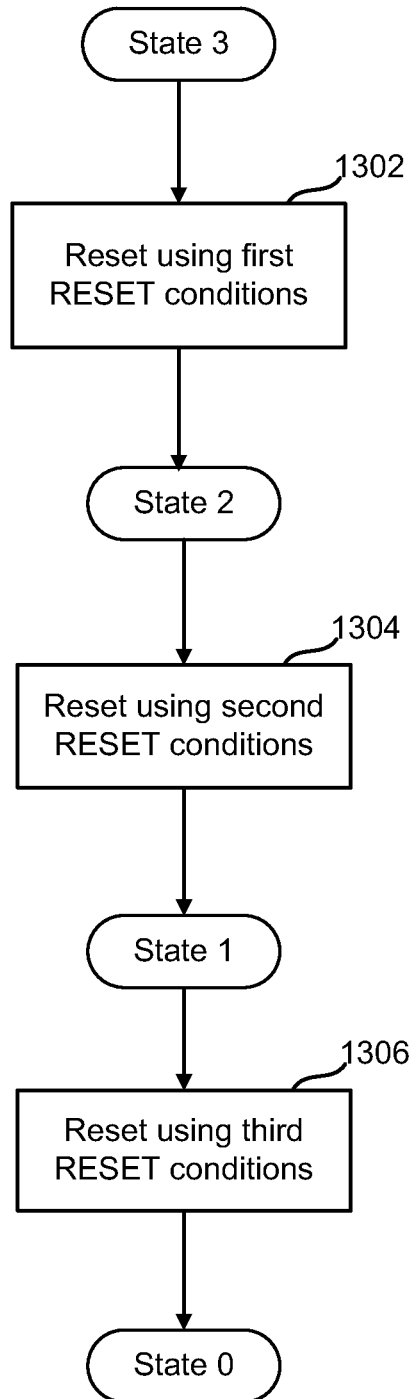 State 3
1302
Reset using first
RESET conditions
State 2
1304
Reset using second
RESET conditions
State 1
1306
Reset using third
RESET conditions
State 0